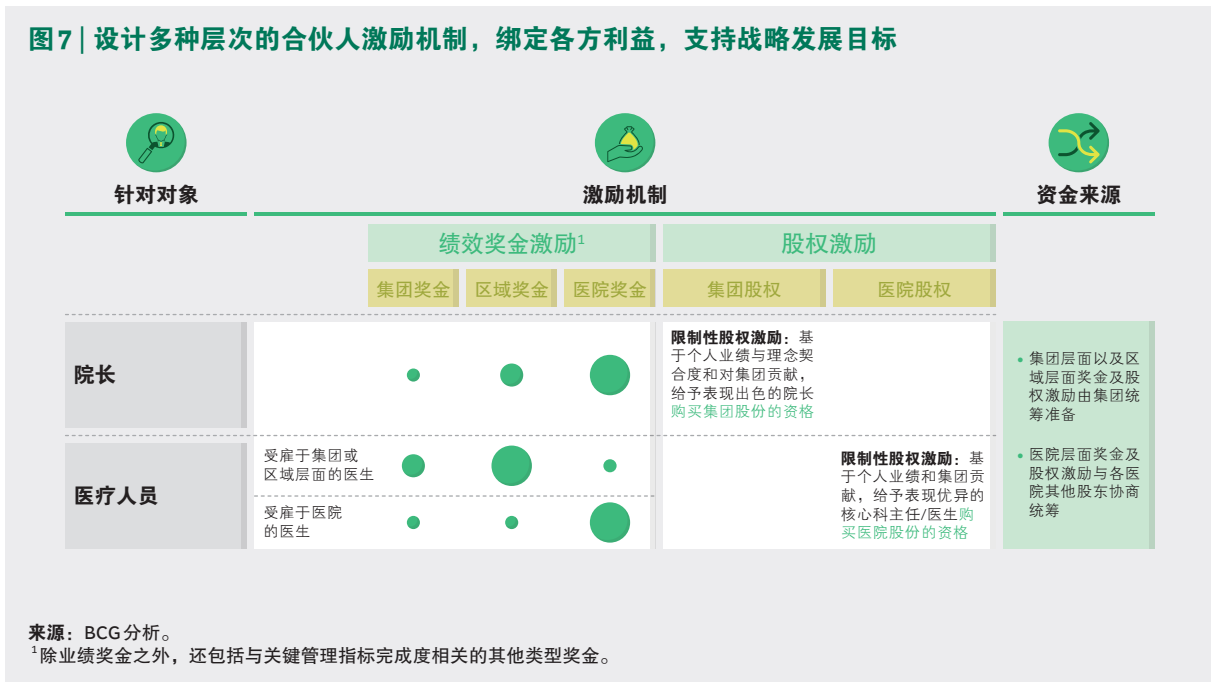 图7 | 设计多种层次的合伙人激励机制，绑定各方利益，支持战略发展目标
针对对象
激励机制
资金来源
绩效奖金激励1
股权激励
集团奖金
区域奖金
医院奖金
集团股权
医院股权
院长
限制性股权激励：基
于个人业绩与理念契
合度和对集团贡献，
给予表现出色的院长
购买集团股份的资格
医疗人员
受雇于集团或
区域层面的医生
受雇于医院
的医生
限制性股权激励：基
于个人业绩和集团贡
献，给予表现优异的
核心科主任/医生购
买医院股份的资格
• 集团层面以及区
域层面奖金及股
权激励由集团统
筹准备
• 医院层面奖金及
股权激励与各医
院其他股东协商
统筹
来源：BCG分析。
1除业绩奖金之外，还包括与关键管理指标完成度相关的其他类型奖金。